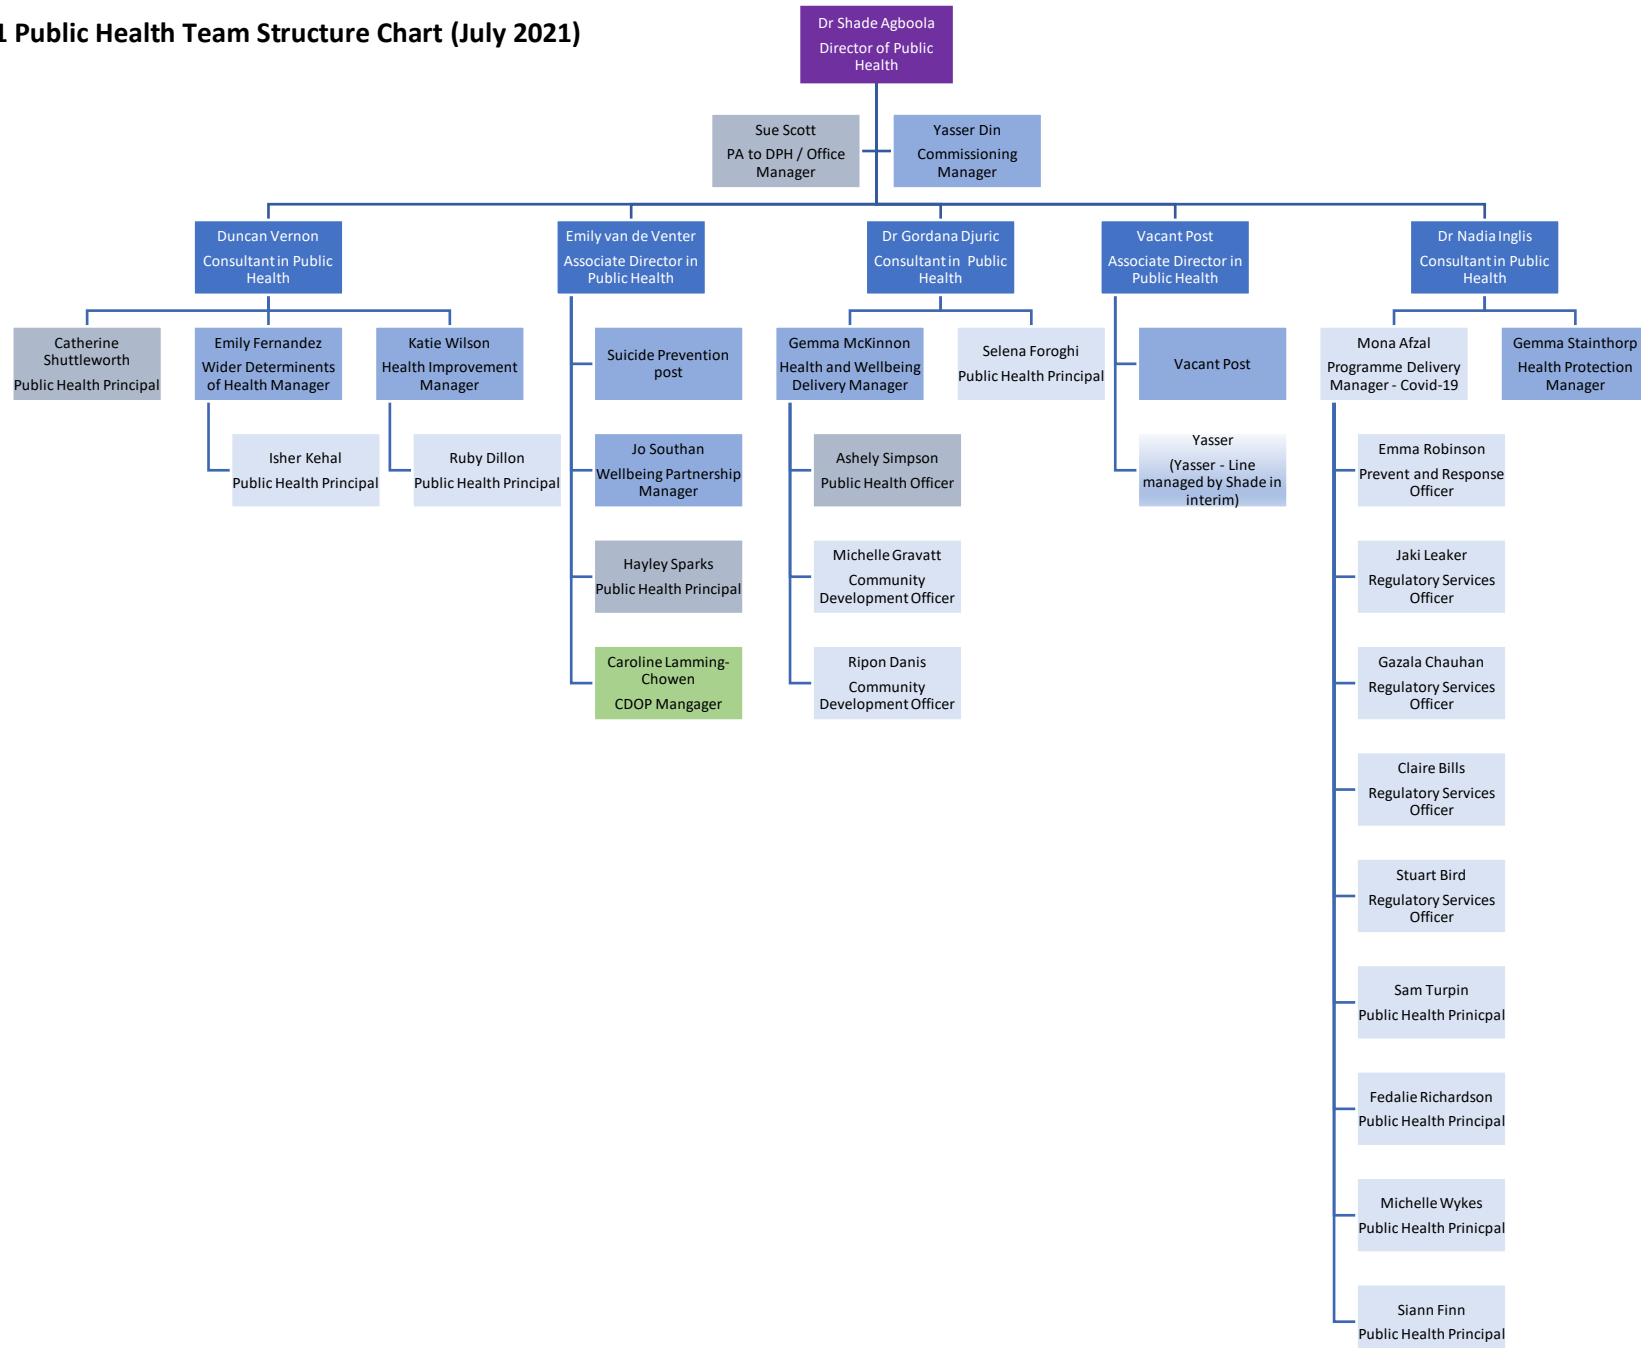 1 Public Health Team Structure Chart (July 2021)
Dr Shade Agboola
Director of Public
Health
Sue Scott
PA to DPH / Office
Manager
Yasser Din
Commissioning
Manager
Duncan Vernon
Consultant in Public
Health
Emily van de Venter
Associate Director in
Public Health
Dr Gordana Djuric
Consultant in Public
Health
Vacant Post
Associate Director in
Public Health
Dr Nadia Inglis
Consultant in Public
Health
Catherine
Shuttleworth
Public Health Principal
Emily Fernandez
Wider Determinents
of Health Manager
Katie Wilson
Health Improvement
Manager
Suicide Prevention
post
Gemma McKinnon
Health and Wellbeing
Delivery Manager
Selena Foroghi
Public Health Principal
Vacant Post
Mona Afzal
Programme Delivery
Manager - Covid-19
Gemma Stainthorp
Health Protection
Manager
Isher Kehal
Public Health Principal
Ruby Dillon
Public Health Principal
Jo Southan
Wellbeing Partnership
Manager
Ashely Simpson
Public Health Officer
Yasser
(Yasser - Line
managed by Shade in
interim)
Emma Robinson
Prevent and Response
Officer
Hayley Sparks
Public Health Principal
Michelle Gravatt
Community
Development Officer
Jaki Leaker
Regulatory Services
Officer
Caroline Lamming-
Chowen
CDOP Mangager
Ripon Danis
Community
Development Officer
Gazala Chauhan
Regulatory Services
Officer
Claire Bills
Regulatory Services
Officer
Stuart Bird
Regulatory Services
Officer
Sam Turpin
Public Health Prinicpal
Fedalie Richardson
Public Health Principal
Michelle Wykes
Public Health Prinicpal
Siann Finn
Public Health Principal